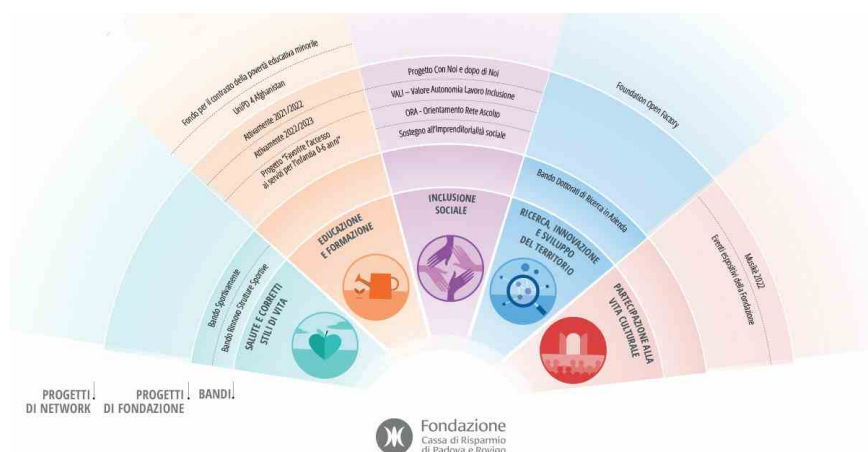 Fondo per il contrasto della povertà educativa minorile
UniPD 4 Afghanistan
Attivamente 2021/2022
Attivamente 2022/2023
Progetto "Favorire l'accesso
ai servizi per l'infanzia 0-6 anni"
EDUCAZIONE
E FORMAZIONE
Progetto Con Noi e dopo di Noi
VALI – Valore Autonomia Lavoro Inclusione
ORA - Orientamento Rete Ascolto
Sostegno all'imprenditorialità sociale
INCLUSIONE
SOCIALE
Foundation Open Factory
Bando Dottorati di Ricerca in Azienda
RICERCA, INNOVAZIONE
E SVILUPPO
DEL TERRITORIO
Bando Sportivamente
Bando Rinnovo Strutture Sportive
SALUTE E CORRETTI
STILI DI VITA
Musikè 2022
Eventi espositivi della Fondazione
PARTECIPAZIONE ALLA
VITA CULTURALE
PROGETTI
DI NETWORK
PROGETTI
DI FONDAZIONE
BANDI
Fondazione
Cassa di Risparmio
di Padova e Rovigo